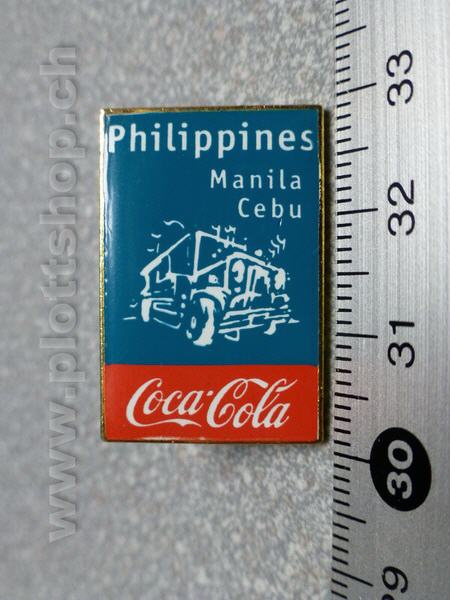 Philippines
Manila
Cebu
Coca-Cola
33
32
31
30
29
www.plottshop.ch